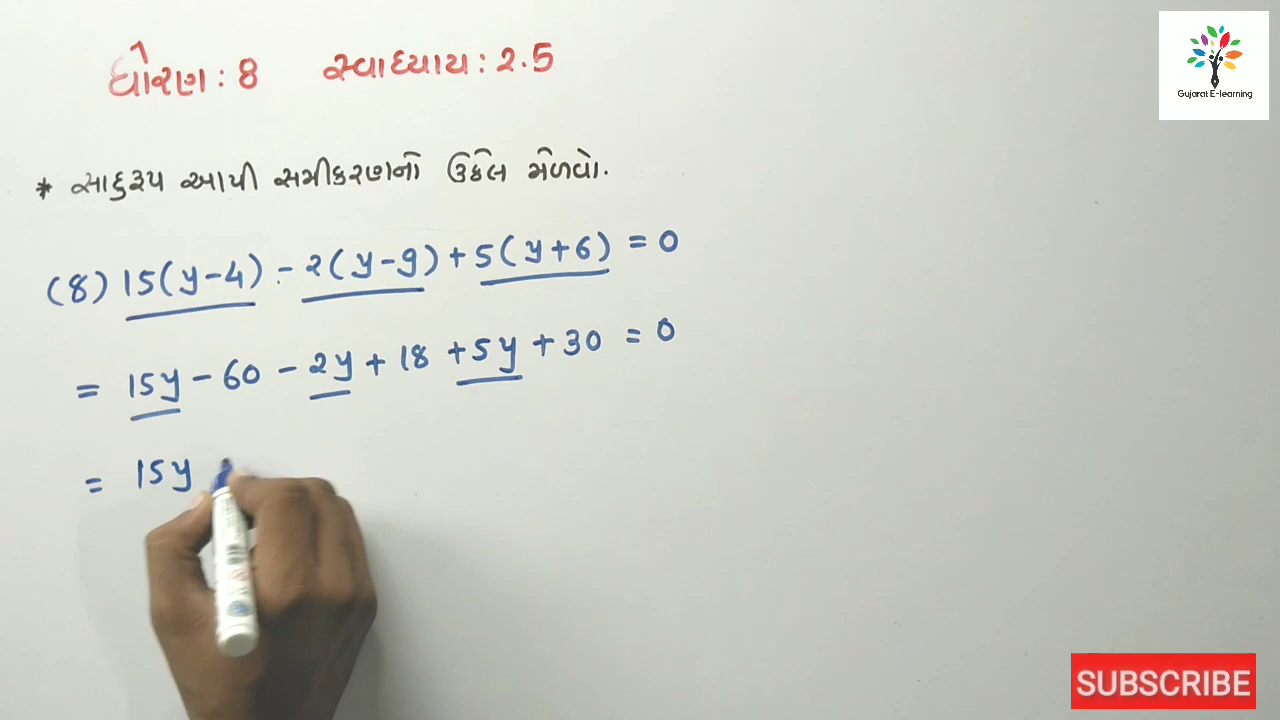 ધોરણ : 8 સ્વાધ્યાય : 2.5
Gujarat E-learning
* સાદુરૂપ આપી સમીકરણનો ઉકેલ મેળવો.
(8) 15(y-4) - 2(y-9) + 5(y+6) = 0
= 15y - 60 - 2y + 18 + 5y + 30 = 0
= 15y
SUBSCRIBE